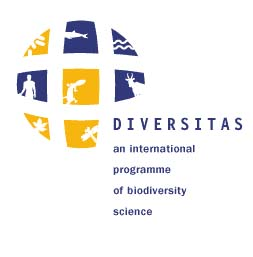 DIVERSITAS
an international
programme
of biodiversity
science